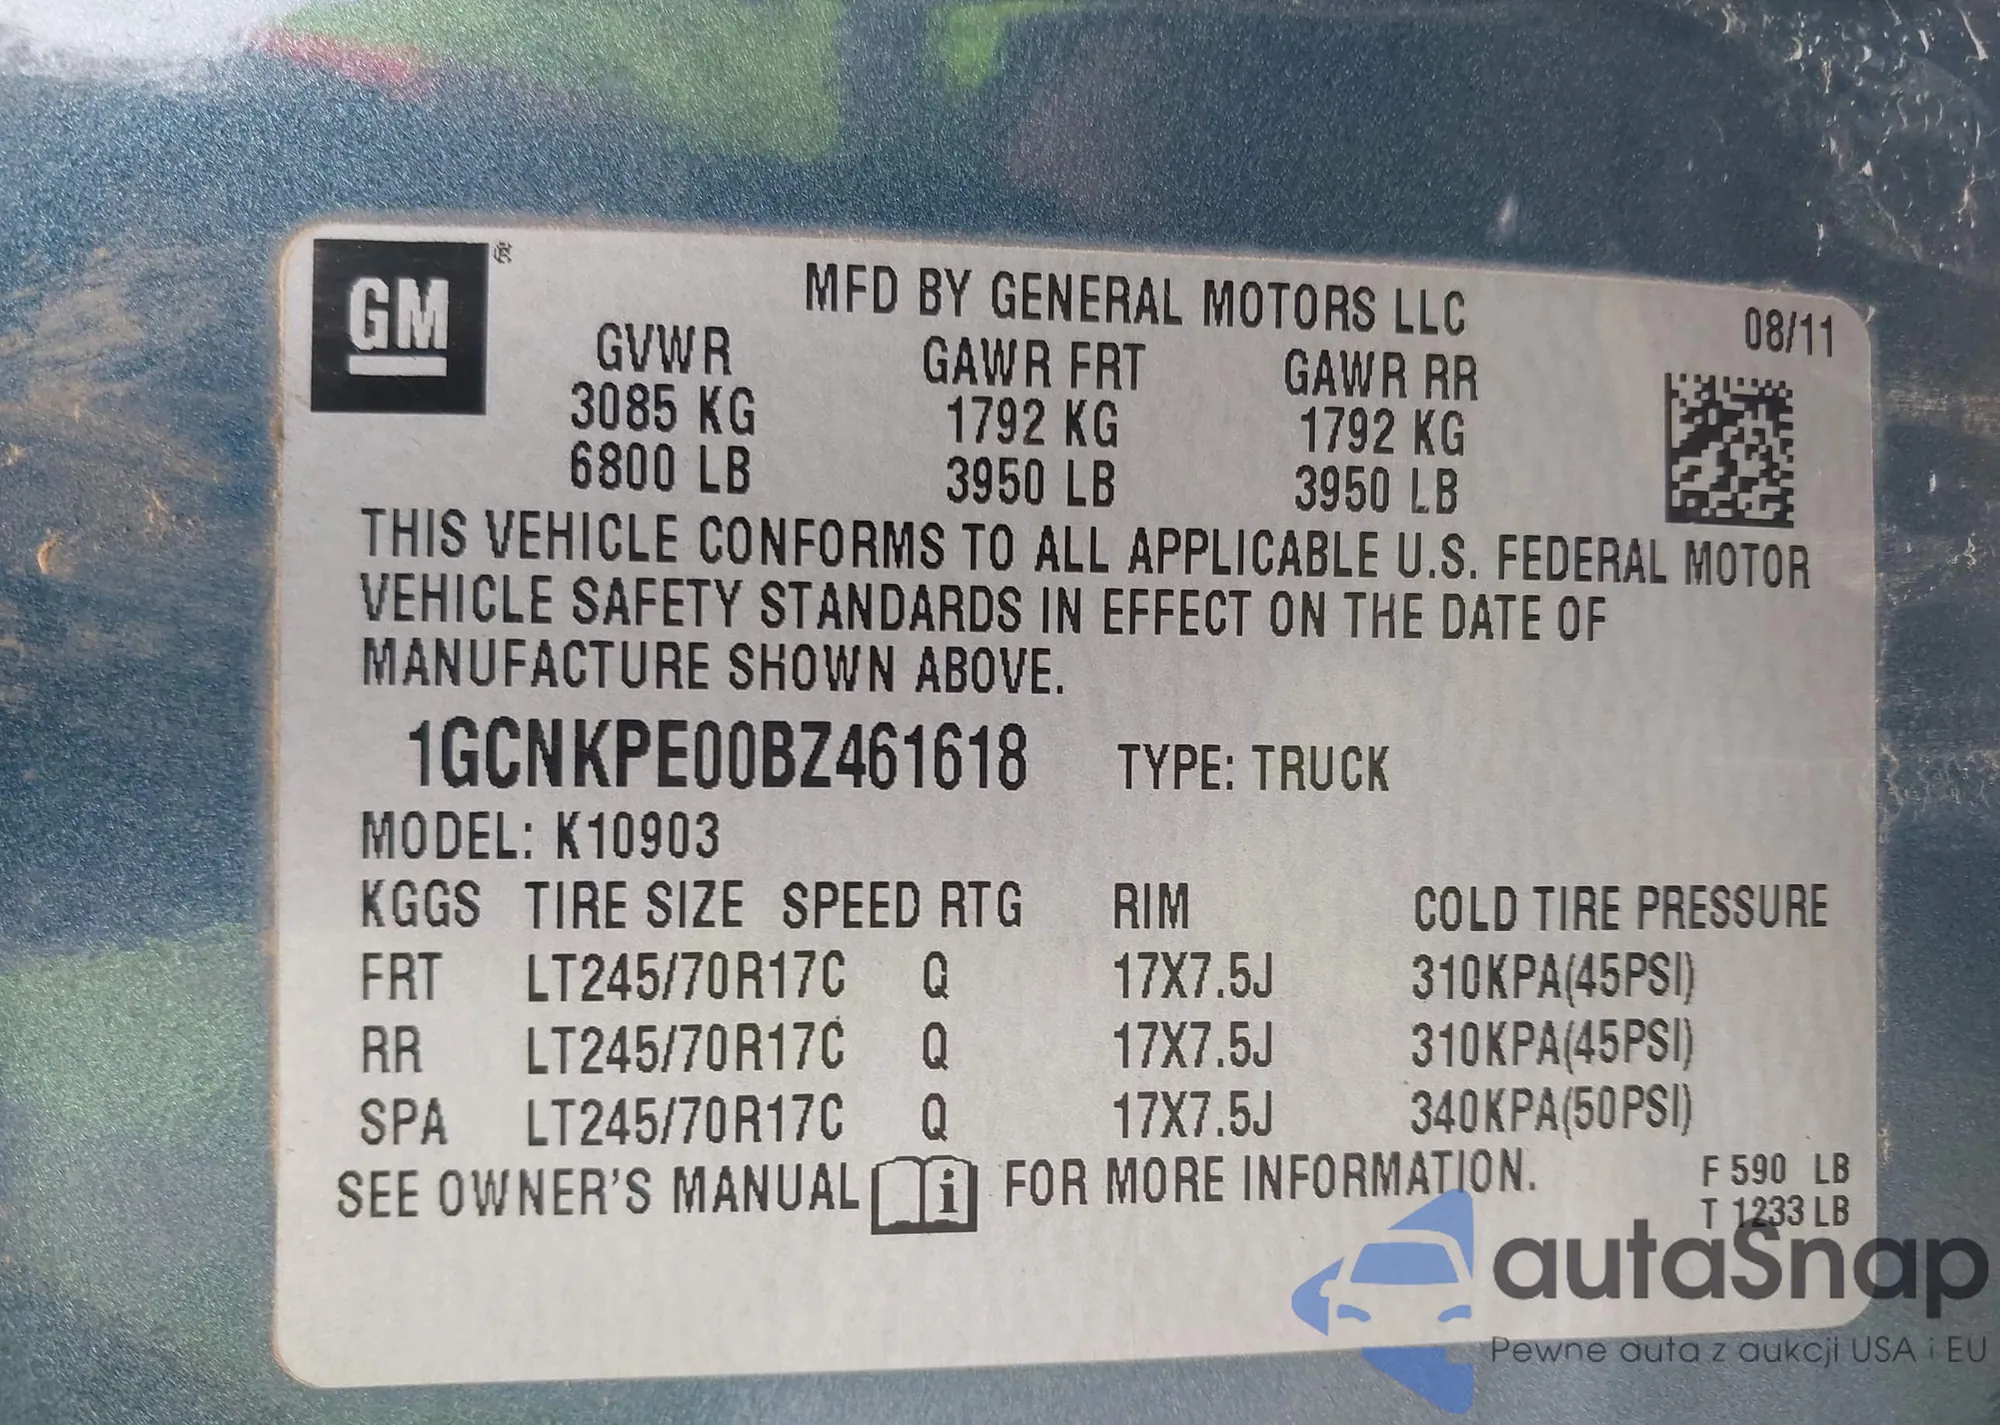 GM®
MFD BY GENERAL MOTORS LLC
08/11
GVWR GAWR FRT GAWR RR
3085 KG 1792 KG 1792 KG
6800 LB 3950 LB 3950 LB
THIS VEHICLE CONFORMS TO ALL APPLICABLE U.S. FEDERAL MOTOR
VEHICLE SAFETY STANDARDS IN EFFECT ON THE DATE OF
MANUFACTURE SHOWN ABOVE.
1GCNKPE00BZ461618 TYPE: TRUCK
MODEL: K10903
KGGS TIRE SIZE SPEED RTG RIM COLD TIRE PRESSURE
FRT LT245/70R17C Q 17X7.5J 310KPA(45PSI)
RR LT245/70R17C Q 17X7.5J 310KPA(45PSI)
SPA LT245/70R17C Q 17X7.5J 340KPA(50PSI)
SEE OWNER'S MANUAL i FOR MORE INFORMATION.
F 590 LB
T 1233 LB
autaSnap
Pewne auta z aukcji USA i EU